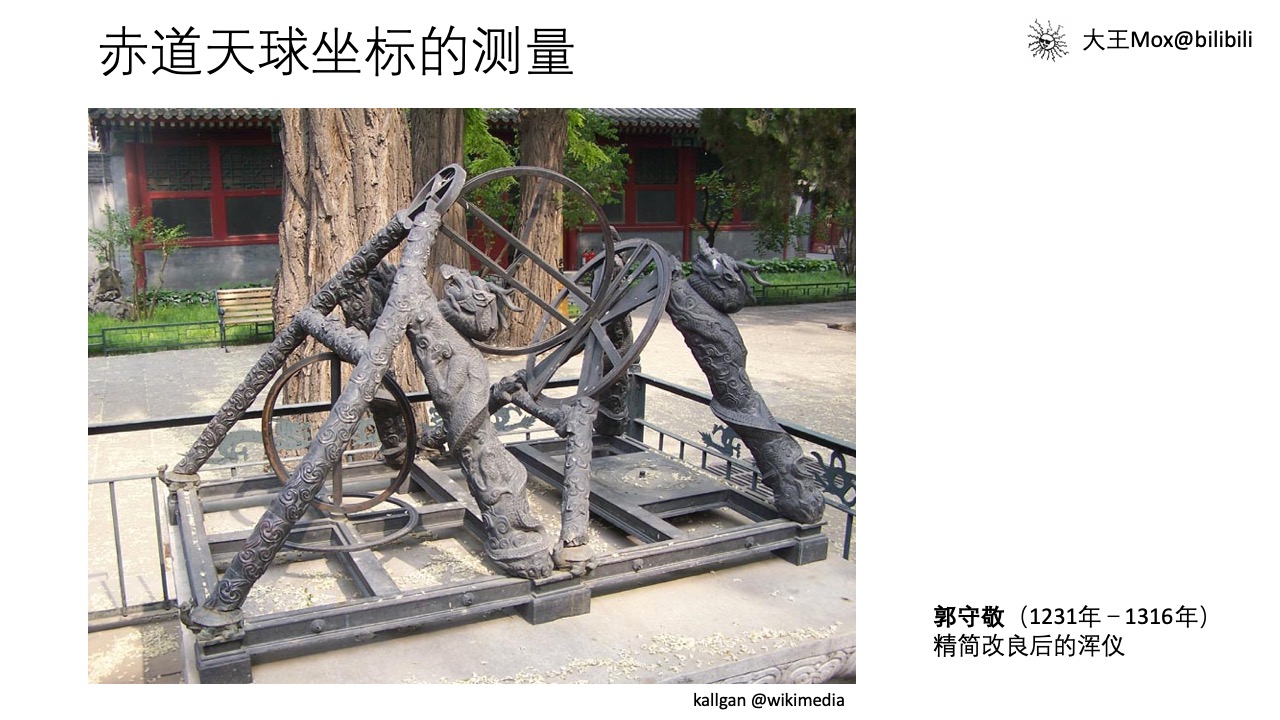 赤道天球坐标的测量
大王Mox@bilibili
郭守敬（1231年 – 1316年）
精简改良后的浑仪
kallgan @wikimedia